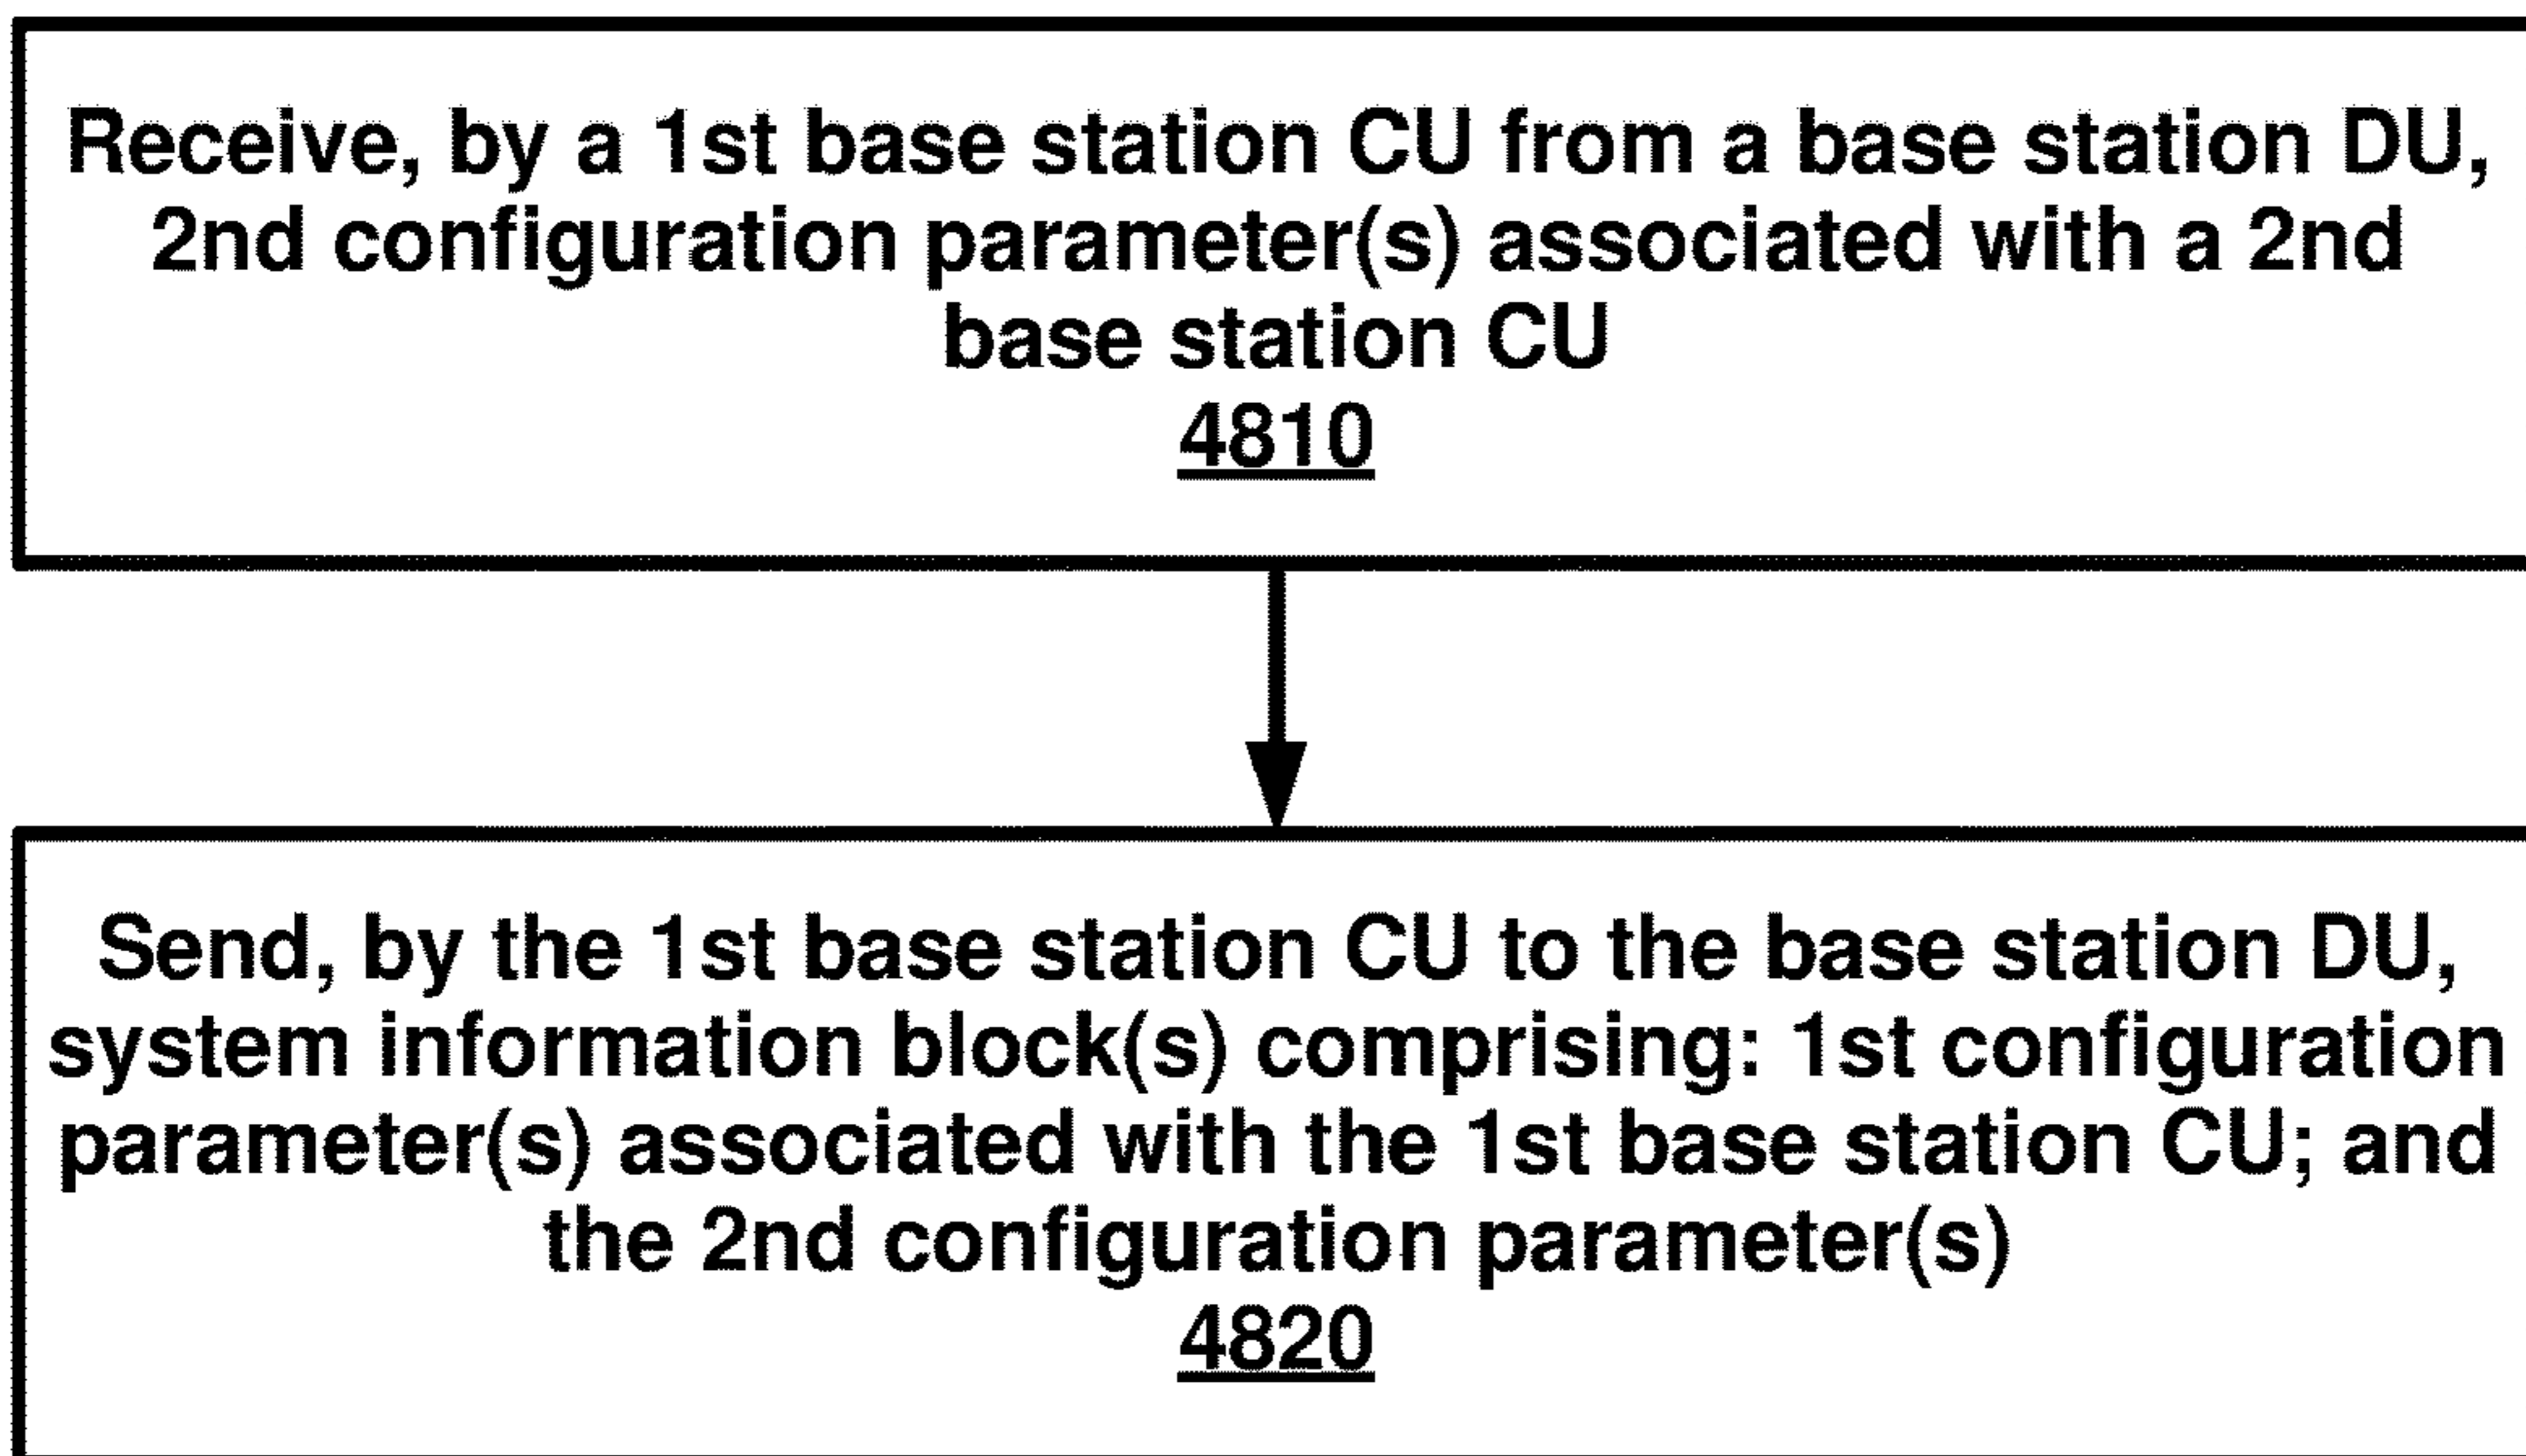 Receive, by a 1st base station CU from a base station DU,
2nd configuration parameter(s) associated with a 2nd
base station CU
4810
Send, by the 1st base station CU to the base station DU,
system information block(s) comprising: 1st configuration
parameter(s) associated with the 1st base station CU; and
the 2nd configuration parameter(s)
4820